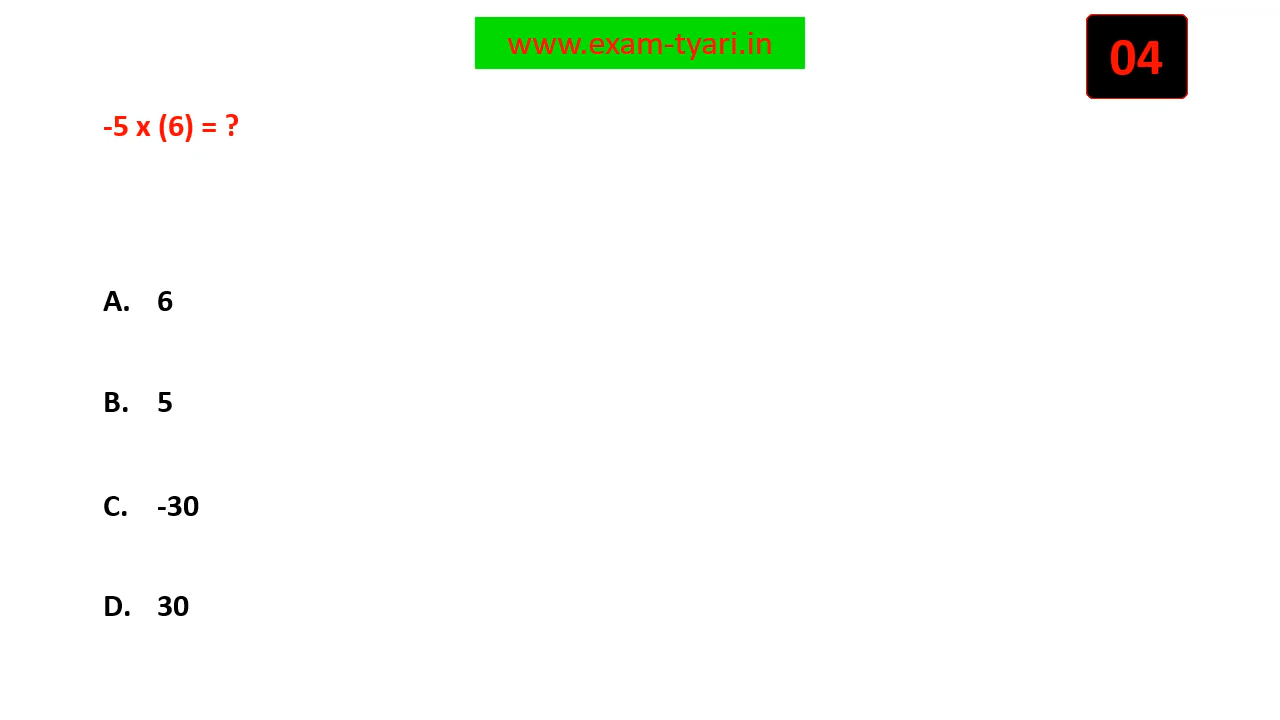 www.exam-tyari.in
04
-5 x (6) = ?
A. 6
B. 5
C. -30
D. 30